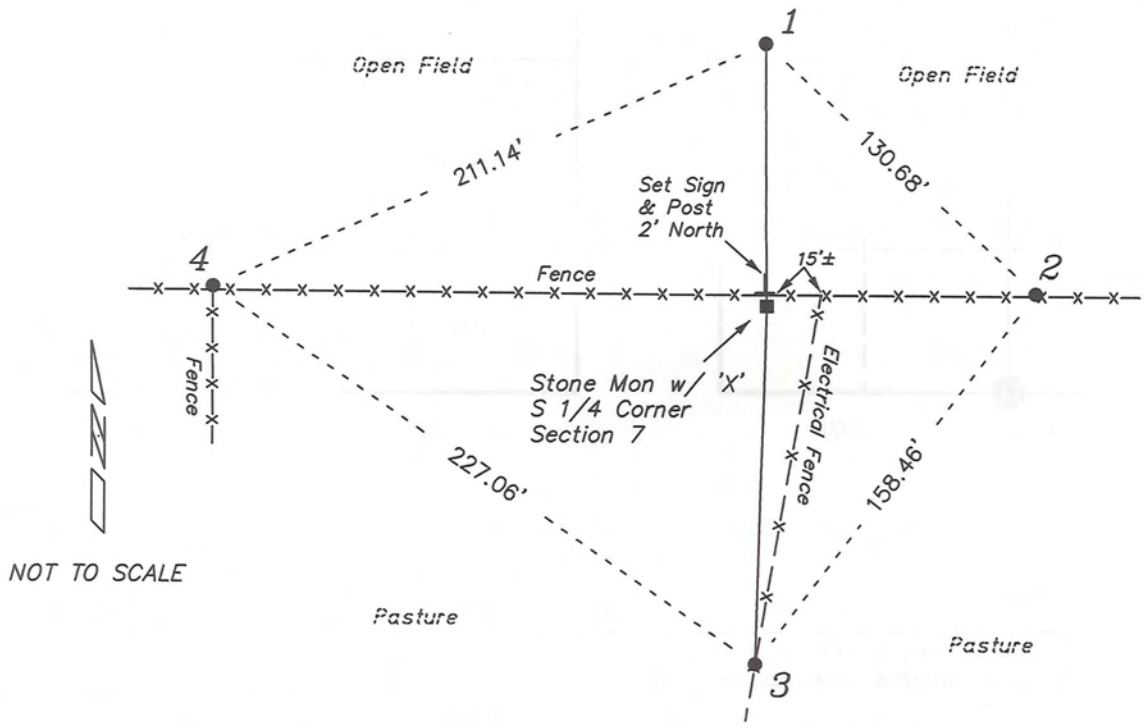 1
Open Field
Open Field
211.14'
130.68'
Set Sign
& Post
2' North
15'±
4
Fence
2
Fence
Electrical Fence
Stone Mon w/ 'X'
S 1/4 Corner
Section 7
N
227.06'
158.46'
NOT TO SCALE
Pasture
Pasture
3